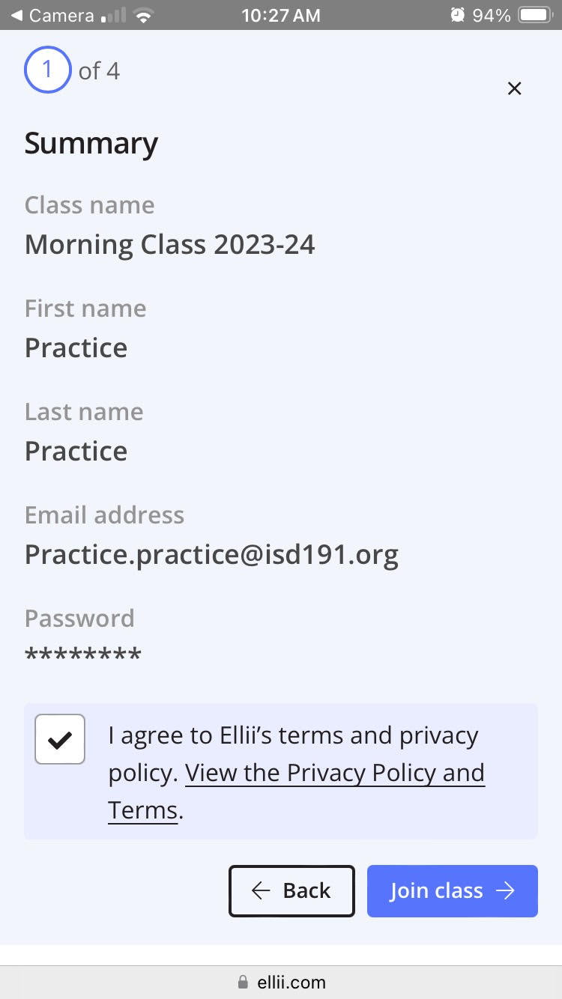 Camera 10:27 AM 94%
1 of 4
Summary
Class name
Morning Class 2023-24
First name
Practice
Last name
Practice
Email address
Practice.practice@isd191.org
Password
********
I agree to Ellii’s terms and privacy
policy. View the Privacy Policy and
Terms.
Back Join class
ellii.com